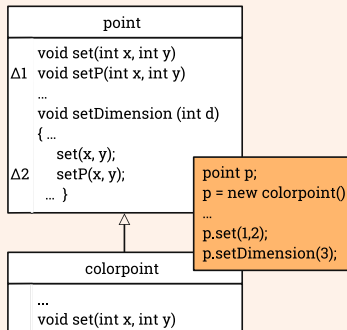 point
void set(int x, int y)
Δ1 void setP(int x, int y)
...
void setDimension (int d)
{ ...
set(x, y);
Δ2 setP(x, y);
... }
point p;
p = new colorpoint()
...
p.set(1,2);
p.setDimension(3);
colorpoint
...
void set(int x, int y)